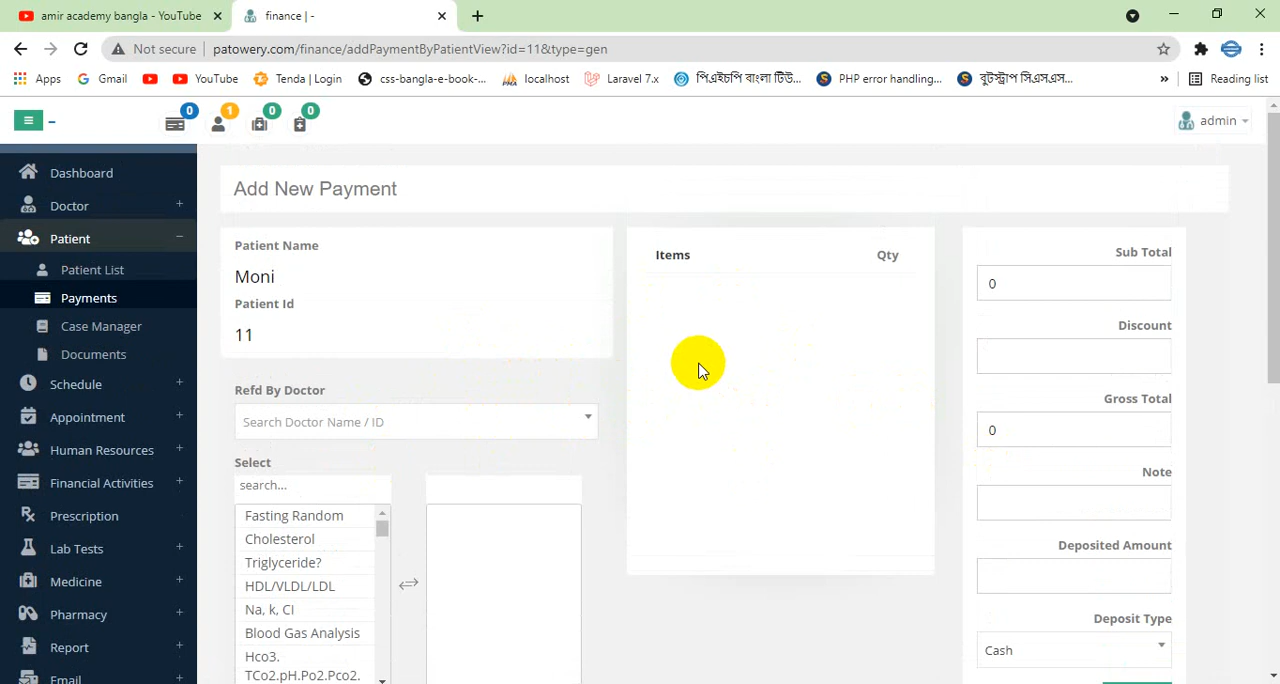 amir academy bangla - YouTube
finance | -
Not secure
patowery.com/finance/addPaymentByPatientView?id=11&type=gen
Apps
Gmail
YouTube
Tenda | Login
css-bangla-e-book-...
localhost
Laravel 7.x
পিএইচপি বাংলা টিউ...
PHP error handling...
বুটস্ট্রাপ সিএসএস...
»
Reading list
0
1
0
0
admin
Dashboard
Doctor +
Patient −
Patient List
Payments
Case Manager
Documents
Schedule +
Appointment +
Human Resources +
Financial Activities +
Prescription
Lab Tests +
Medicine +
Pharmacy +
Report +
Email +
Add New Payment
Patient Name
Moni
Patient Id
11
Refd By Doctor
Search Doctor Name / ID
Select
search...
Fasting Random
Cholesterol
Triglyceride?
HDL/VLDL/LDL
Na, k, CI
Blood Gas Analysis
Hco3.
TCo2.pH.Po2.Pco2.
Items Qty
Sub Total
0
Discount
Gross Total
0
Note
Deposited Amount
Deposit Type
Cash